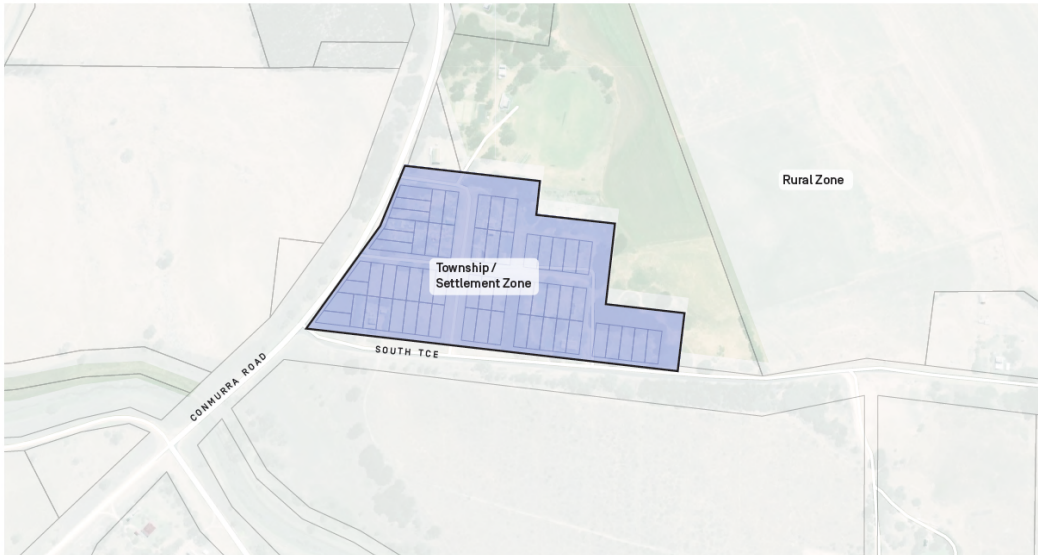 Rural Zone
Township /
Settlement Zone
SOUTH TCE
CONMURRA ROAD